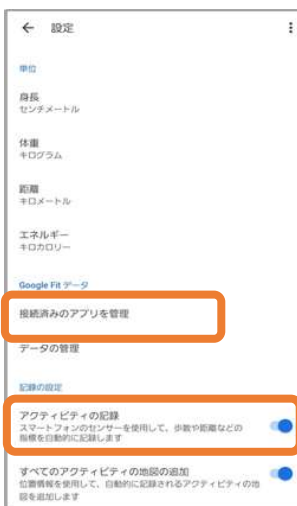 ← 設定
単位
身長
センチメートル
体重
キログラム
距離
キロメートル
エネルギー
キロカロリー
Google Fit データ
接続済みのアプリを管理
データの管理
記録の設定
アクティビティの記録
スマートフォンのセンサーを使用して、歩数や距離などの
指標を自動的に記録します
すべてのアクティビティの地図の追加
位置情報を使用して、自動的に記録されるアクティビティの地
図を追加します